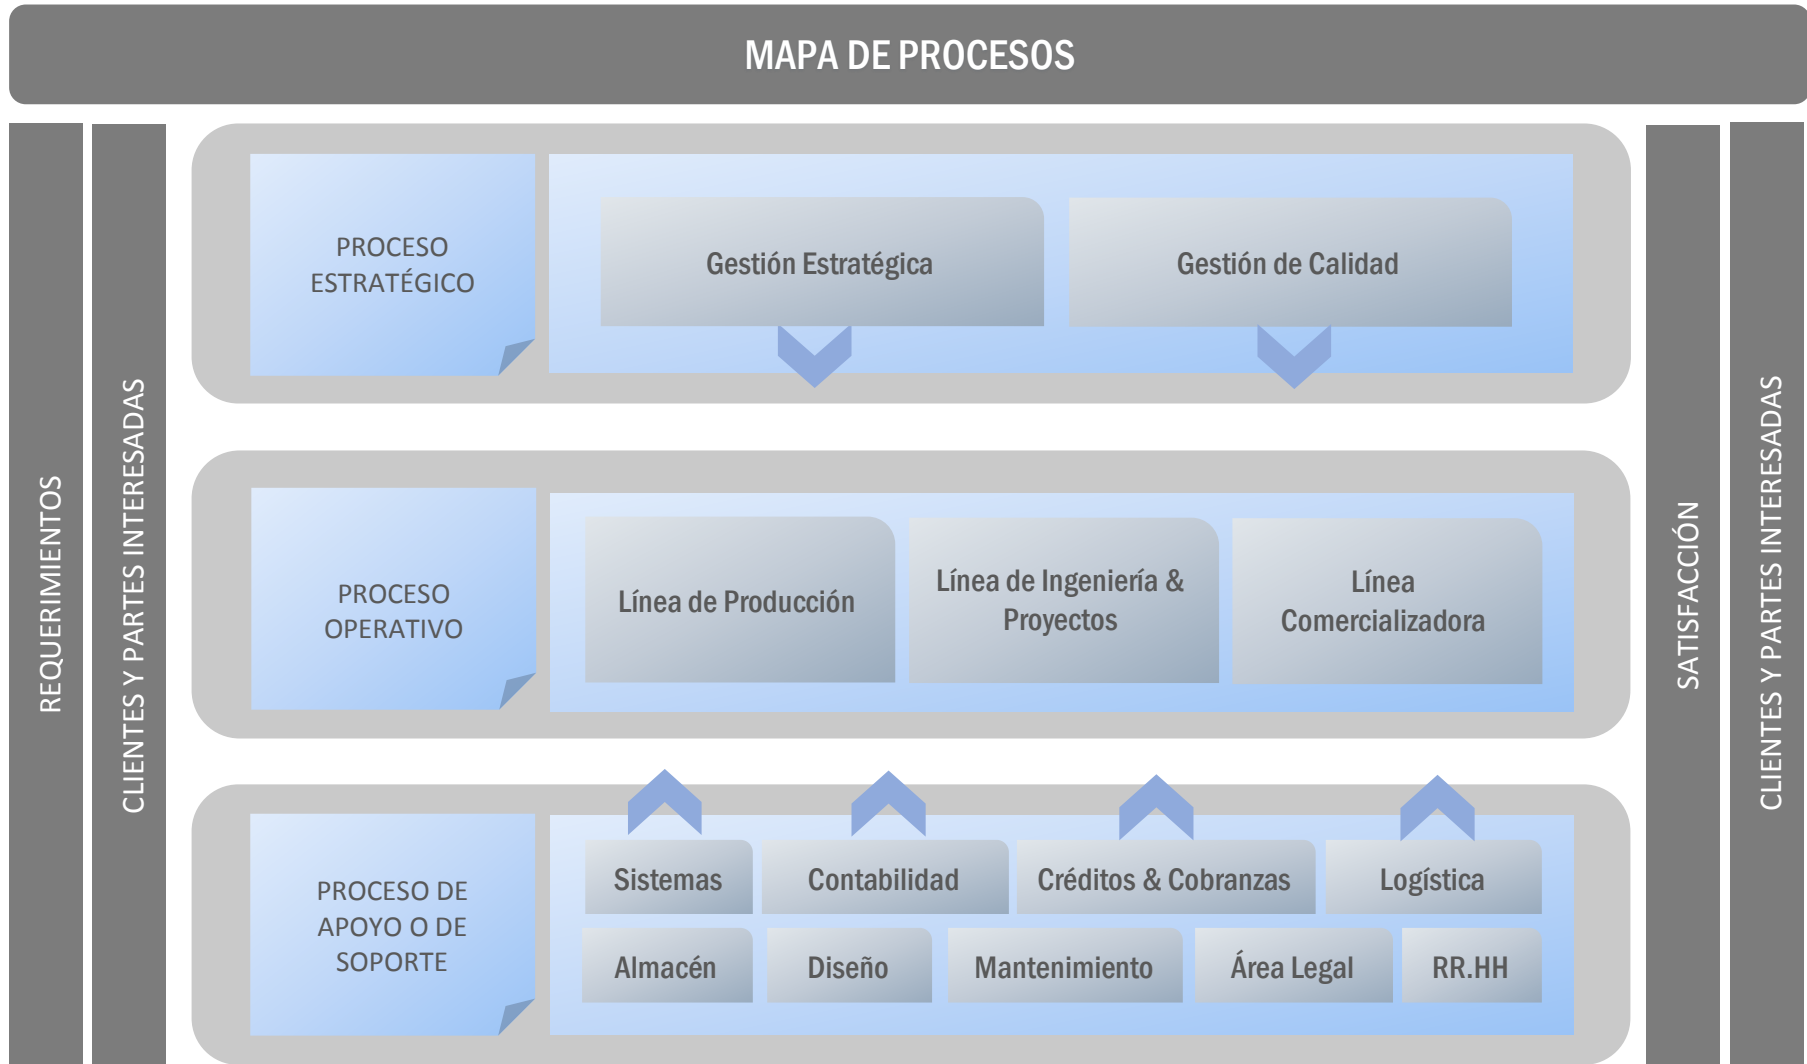 MAPA DE PROCESOS
REQUERIMIENTOS
CLIENTES Y PARTES INTERESADAS
PROCESO
ESTRATÉGICO
Gestión Estratégica
Gestión de Calidad
PROCESO
OPERATIVO
Línea de Producción
Línea de Ingeniería &
Proyectos
Línea
Comercializadora
PROCESO DE
APOYO O DE
SOPORTE
Sistemas
Contabilidad
Créditos & Cobranzas
Logística
Almacén
Diseño
Mantenimiento
Área Legal
RR.HH
SATISFACCIÓN
CLIENTES Y PARTES INTERESADAS